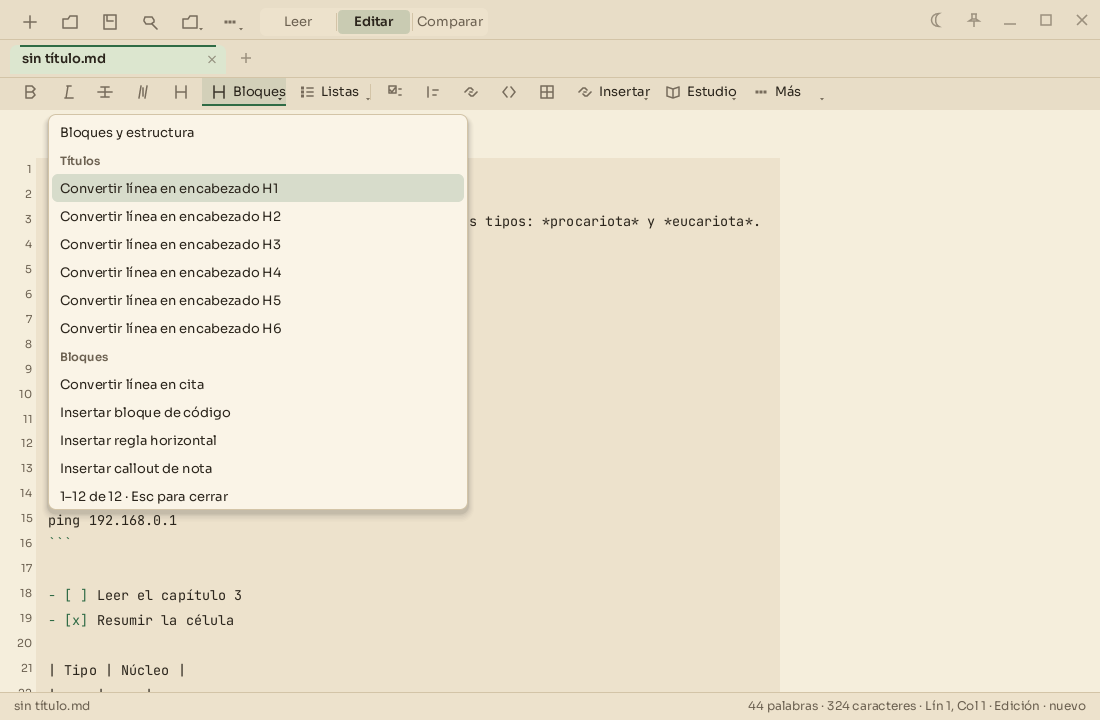 Leer Editar Comparar
sin título.md
Bloques Listas Insertar Estudio Más
Bloques y estructura
Títulos
1
Convertir línea en encabezado H1
2
Convertir línea en encabezado H2
3 s tipos: *procariota* y *eucariota*.
Convertir línea en encabezado H3
4
5
Convertir línea en encabezado H4
6
Convertir línea en encabezado H5
7
Convertir línea en encabezado H6
8
Bloques
9
Convertir línea en cita
10
Insertar bloque de código
11
Insertar regla horizontal
12
13
Insertar callout de nota
14
1–12 de 12 · Esc para cerrar
15 ping 192.168.0.1
16 ```
17
18 - [ ] Leer el capítulo 3
19 - [x] Resumir la célula
20
21 | Tipo | Núcleo |
sin título.md 44 palabras · 324 caracteres · Lín 1, Col 1 · Edición · nuevo